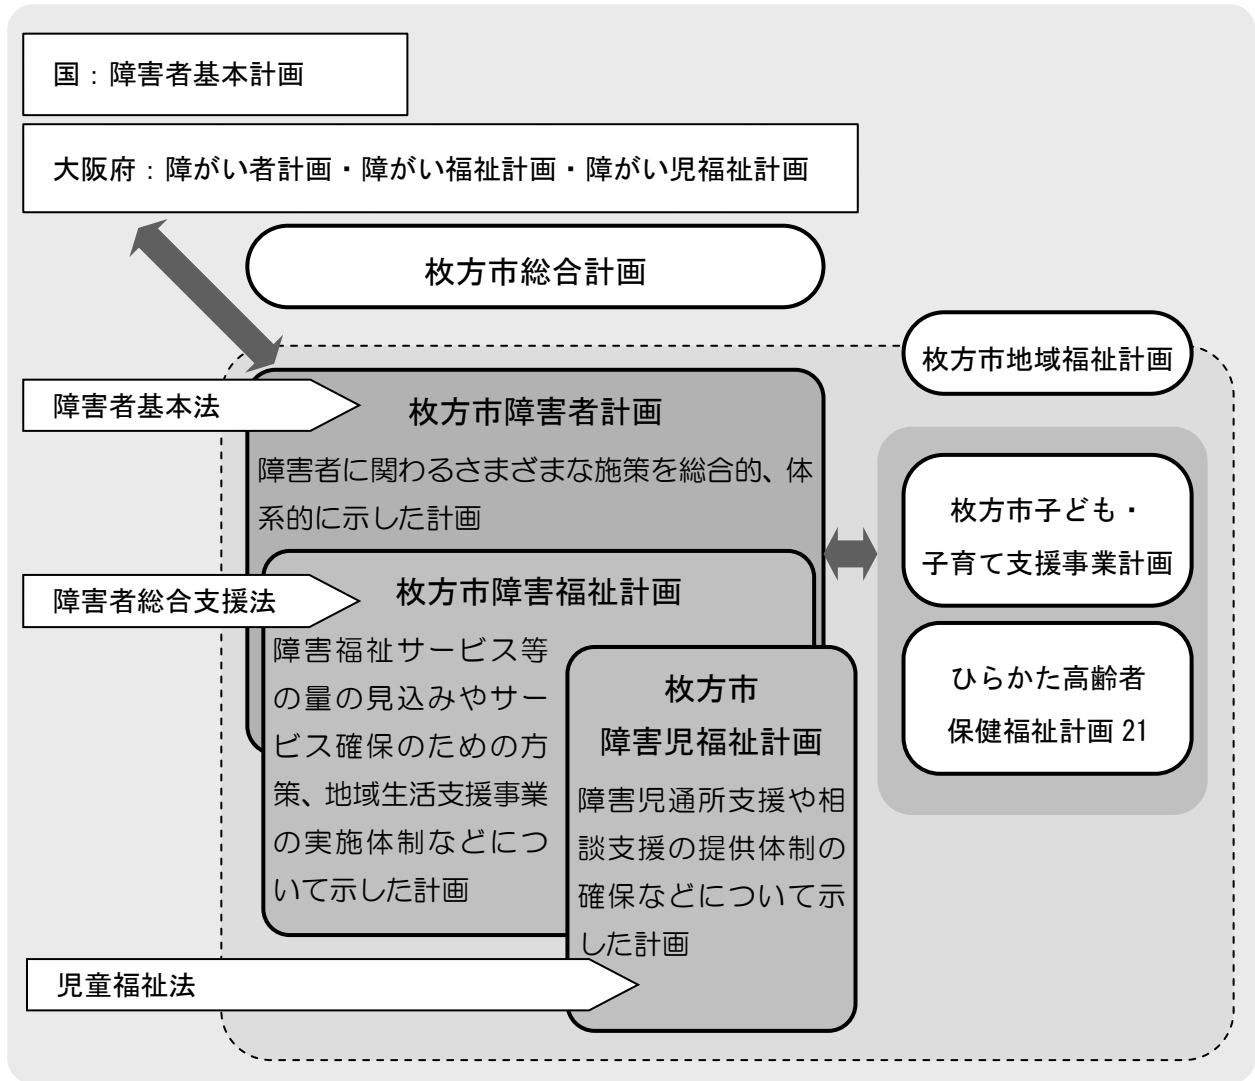 国：障害者基本計画
大阪府：障がい者計画・障がい福祉計画・障がい児福祉計画
枚方市総合計画
枚方市地域福祉計画
障害者基本法
枚方市障害者計画
障害者に関わるさまざまな施策を総合的、体
系的に示した計画
障害者総合支援法
枚方市障害福祉計画
障害福祉サービス等
の量の見込みやサー
ビス確保のための方
策、地域生活支援事業
の実施体制などにつ
いて示した計画
枚方市
障害児福祉計画
障害児通所支援や相
談支援の提供体制の
確保などについて示
した計画
児童福祉法
枚方市子ども・
子育て支援事業計画
ひらかた高齢者
保健福祉計画 21